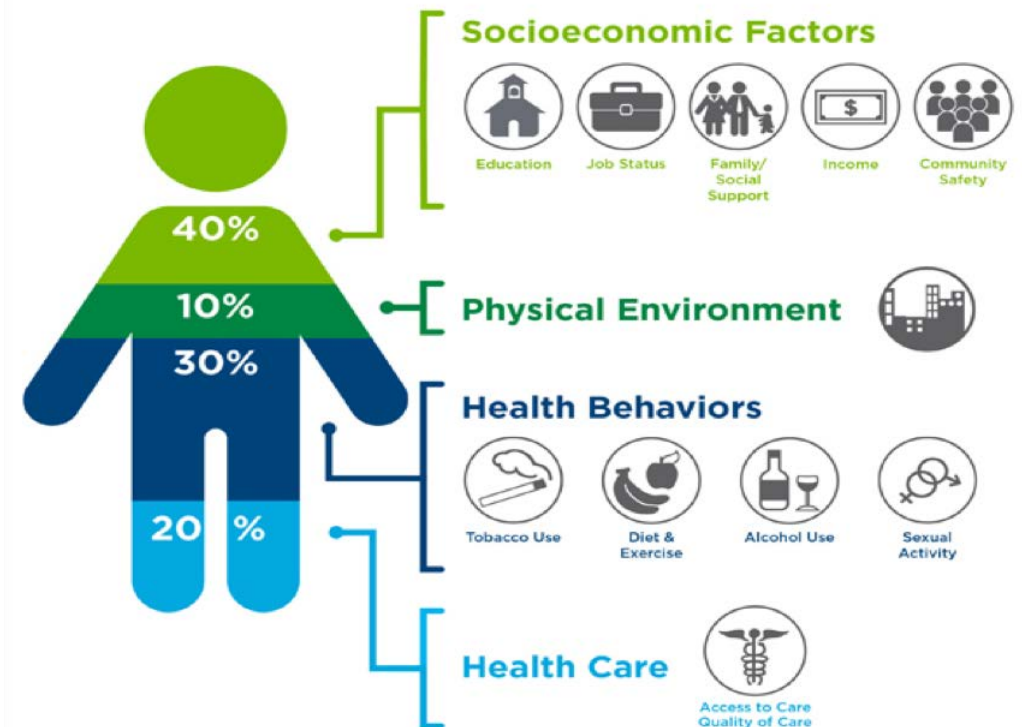 Socioeconomic Factors
$
Education
Job Status
Family/
Social
Support
Income
Community
Safety
40%
10%
Physical Environment
30%
Health Behaviors
Tobacco Use
Diet &
Exercise
Alcohol Use
Sexual
Activity
20 %
Health Care
Access to Care
Quality of Care